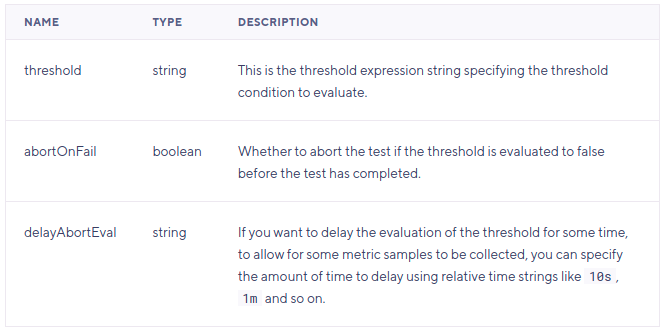 NAME TYPE DESCRIPTION
threshold string This is the threshold expression string specifying the threshold
condition to evaluate.
abortOnFail boolean Whether to abort the test if the threshold is evaluated to false
before the test has completed.
delayAbortEval string If you want to delay the evaluation of the threshold for some time,
to allow for some metric samples to be collected, you can specify
the amount of time to delay using relative time strings like 10s ,
1m and so on.